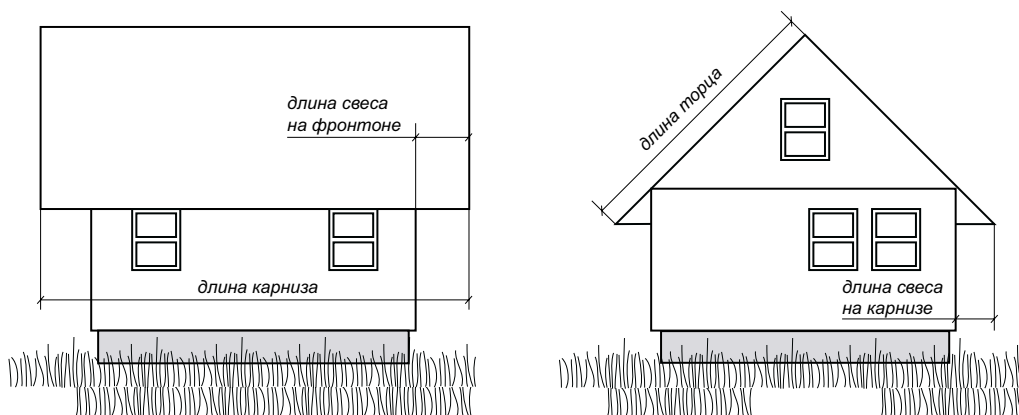 длина свеса
на фронтоне
длина карниза
длина торца
длина свеса
на карнизе